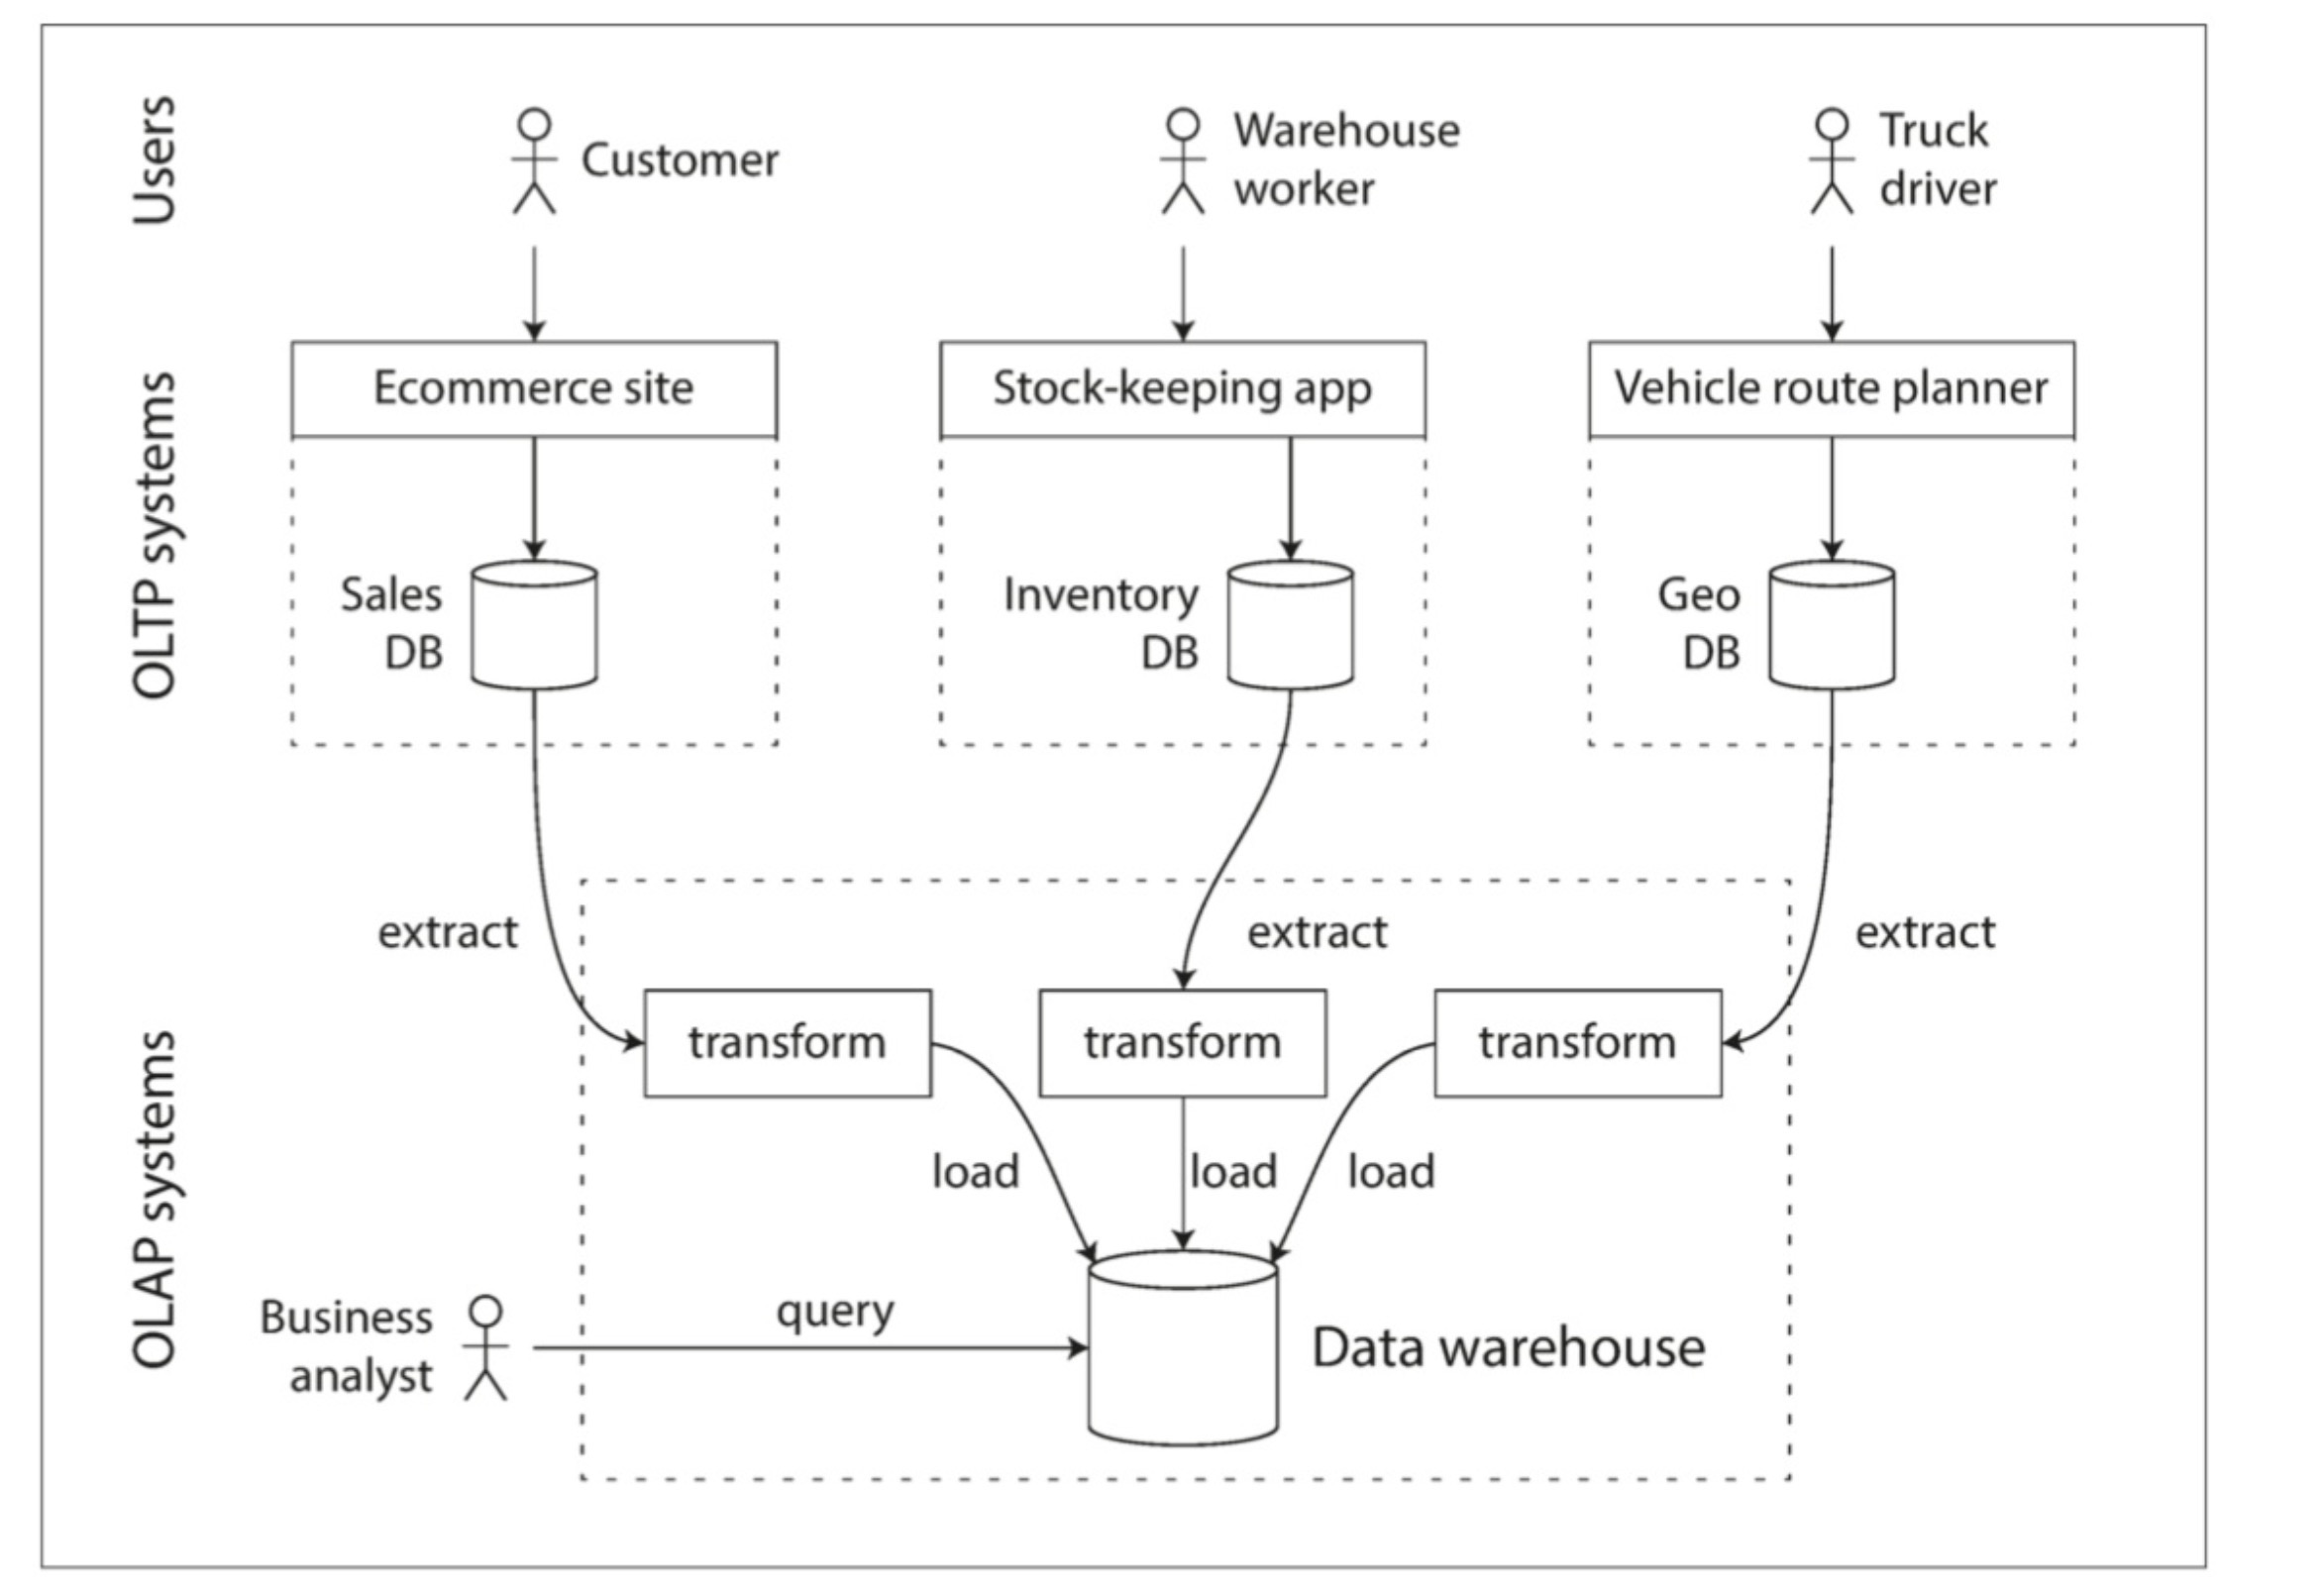 Users
Customer
Warehouse
worker
Truck
driver
OLTP systems
Ecommerce site
Stock-keeping app
Vehicle route planner
Sales
DB
Inventory
DB
Geo
DB
OLAP systems
extract
extract
extract
transform
transform
transform
load
load
load
Business
analyst
query
Data warehouse